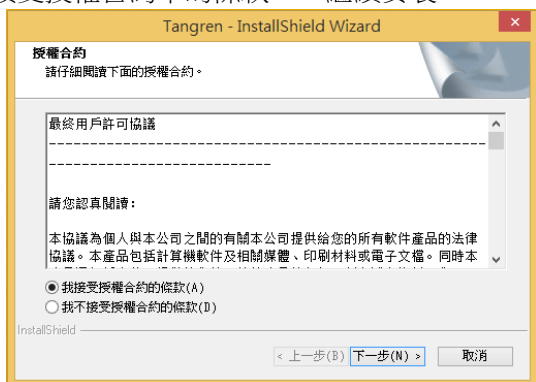 Tangren - InstallShield Wizard
授權合約
請仔細閱讀下面的授權合約。
最終用戶許可協議
------------------------------------------------------
---------------------------
請您認真閱讀：
本協議為個人與本公司之間的有關本公司提供給您的所有軟件產品的法律
協議。本產品包括計算機軟件及相關媒體、印刷材料或電子文檔。同時本
我接受授權合約的條款(A)
我不接受授權合約的條款(D)
InstallShield
< 上一步(B) 下一步(N) > 取消